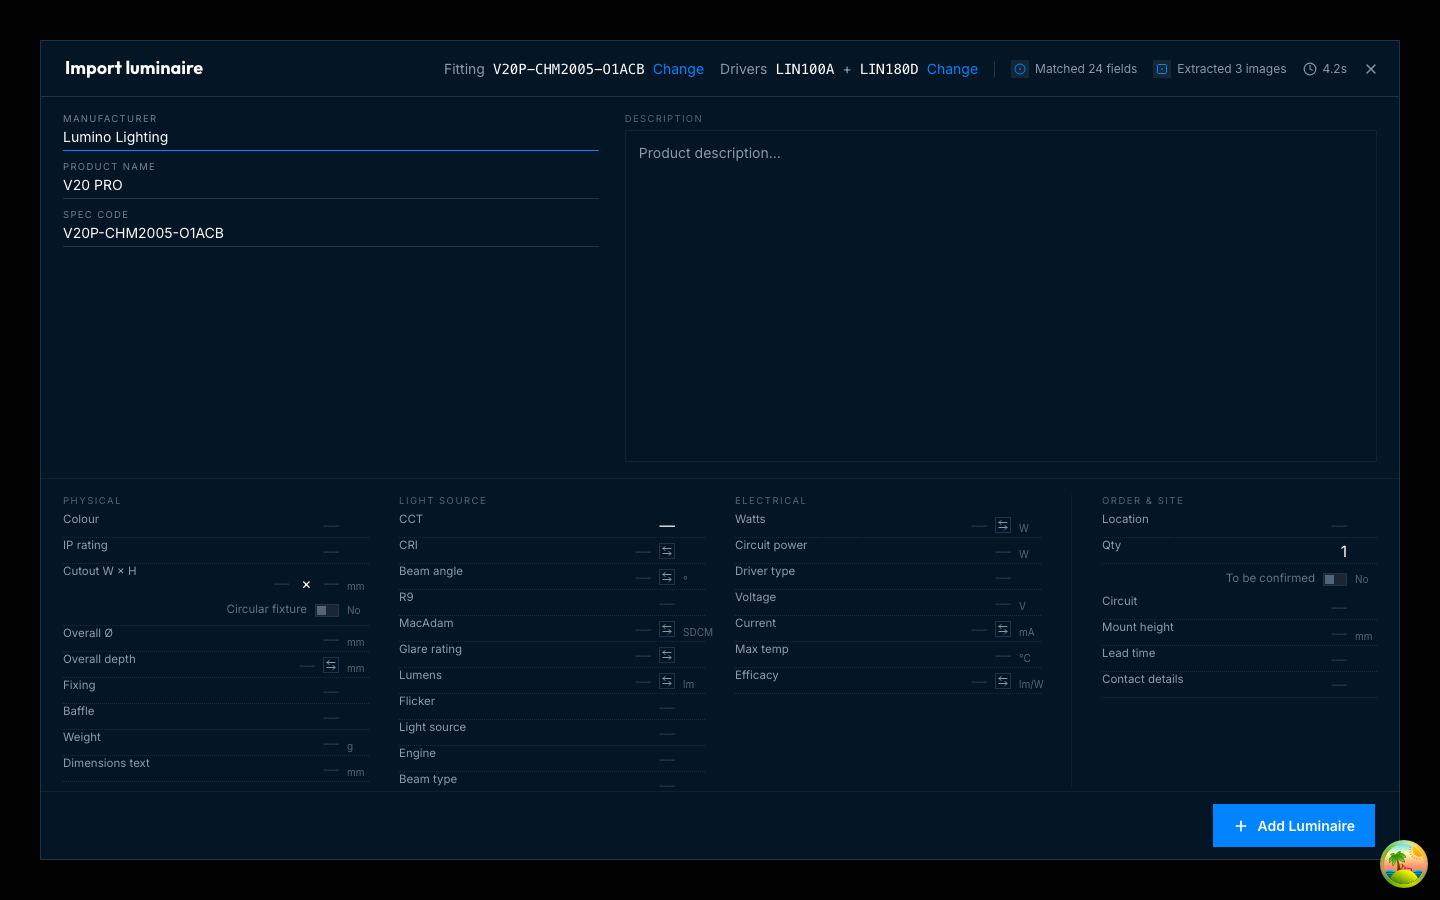 Import luminaire
Fitting V20P-CHM2005-O1ACB Change Drivers LIN100A + LIN180D Change
Matched 24 fields
Extracted 3 images
4.2s
MANUFACTURER
Lumino Lighting
PRODUCT NAME
V20 PRO
SPEC CODE
V20P-CHM2005-O1ACB
DESCRIPTION
Product description...
PHYSICAL
Colour —
IP rating —
Cutout W × H
— × — mm
Circular fixture No
Overall Ø — mm
Overall depth — mm
Fixing —
Baffle —
Weight — g
Dimensions text — mm
LIGHT SOURCE
CCT —
CRI —
Beam angle — °
R9 —
MacAdam — SDCM
Glare rating —
Lumens — lm
Flicker —
Light source —
Engine —
Beam type —
ELECTRICAL
Watts — W
Circuit power — W
Driver type —
Voltage — V
Current — mA
Max temp — °C
Efficacy — lm/W
ORDER & SITE
Location —
Qty 1
To be confirmed No
Circuit —
Mount height — mm
Lead time —
Contact details —
+ Add Luminaire